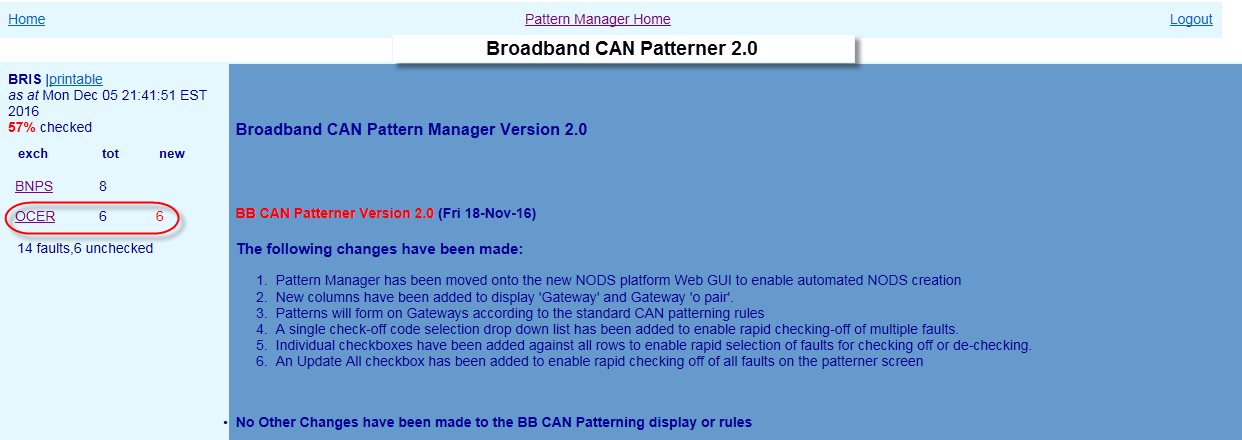 Home Pattern Manager Home Logout
Broadband CAN Patterner 2.0
BRIS |printable
as at Mon Dec 05 21:41:51 EST
2016
57% checked
exch tot new
BNPS 8
OCER 6 6
14 faults,6 unchecked
Broadband CAN Pattern Manager Version 2.0
BB CAN Patterner Version 2.0 (Fri 18-Nov-16)
The following changes have been made:
1. Pattern Manager has been moved onto the new NODS platform Web GUI to enable automated NODS creation
2. New columns have been added to display 'Gateway' and Gateway 'o pair'.
3. Patterns will form on Gateways according to the standard CAN patterning rules
4. A single check-off code selection drop down list has been added to enable rapid checking-off of multiple faults.
5. Individual checkboxes have been added against all rows to enable rapid selection of faults for checking off or de-checking.
6. An Update All checkbox has been added to enable rapid checking off of all faults on the patterner screen
• No Other Changes have been made to the BB CAN Patterning display or rules